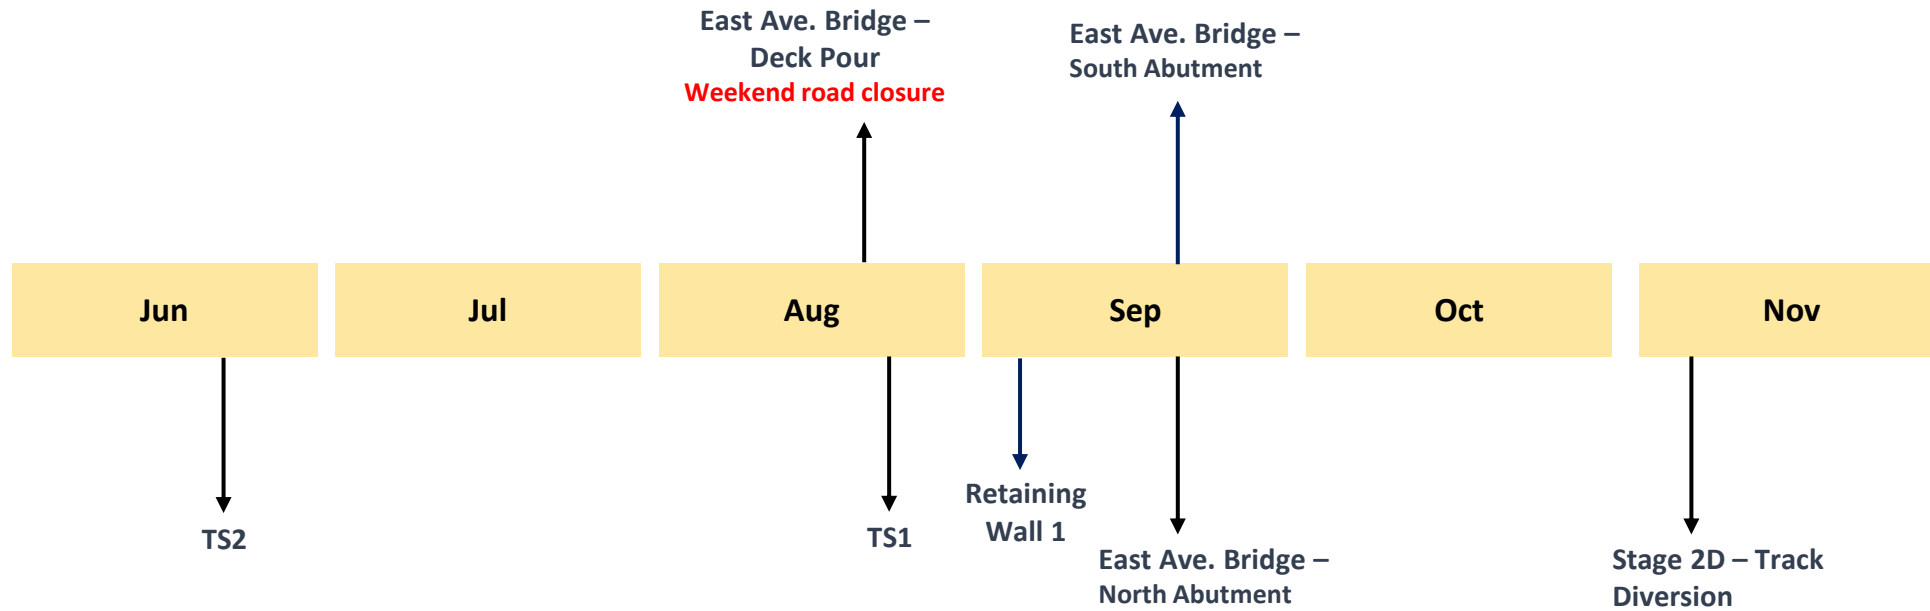 East Ave. Bridge –
Deck Pour
Weekend road closure
East Ave. Bridge –
South Abutment
Jun
Jul
Aug
Sep
Oct
Nov
TS2
TS1
Retaining
Wall 1
East Ave. Bridge –
North Abutment
Stage 2D – Track
Diversion